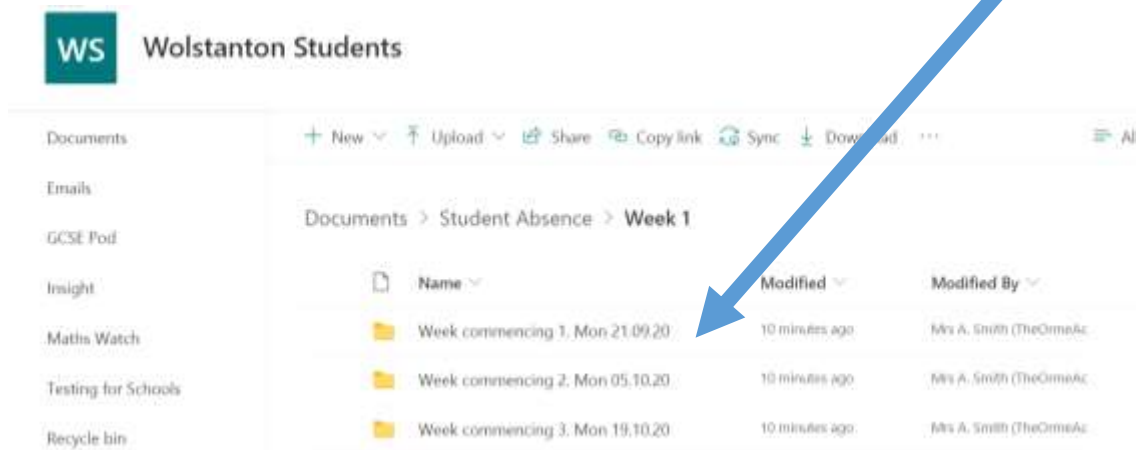 WS Wolstanton Students
Documents
+ New Upload Share Copy link Sync Download ... Al
Emails
Documents > Student Absence > Week 1
GCSE Pod
Name Modified Modified By
Insight
Week commencing 1. Mon 21.09.20 10 minutes ago Mrs A. Smith (TheOrmeAc
Maths Watch
Week commencing 2. Mon 05.10.20 10 minutes ago Mrs A. Smith (TheOrmeAc
Testing for Schools
Week commencing 3. Mon 19.10.20 10 minutes ago Mrs A. Smith (TheOrmeAc
Recycle bin